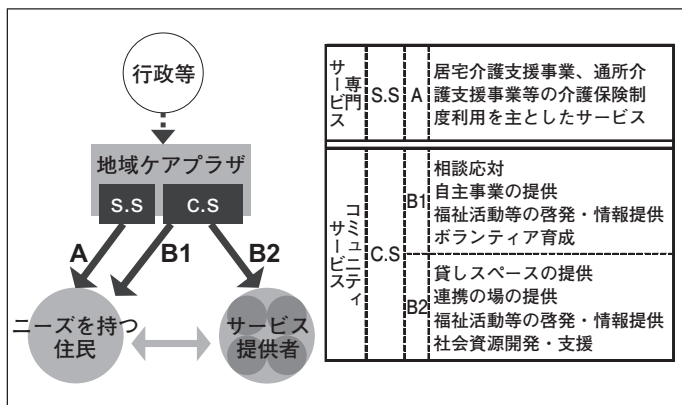 行政等
地域ケアプラザ
S.S
C.S
A
B1
B2
ニーズを持つ
住民
サービス
提供者
専門
サービス
S.S
A
居宅介護支援事業、通所介
護支援事業等の介護保険制
度利用を主としたサービス
コミュニティ
サービス
C.S
B1
相談応対
自主事業の提供
福祉活動等の啓発・情報提供
ボランティア育成
B2
貸しスペースの提供
連携の場の提供
福祉活動等の啓発・情報提供
社会資源開発・支援